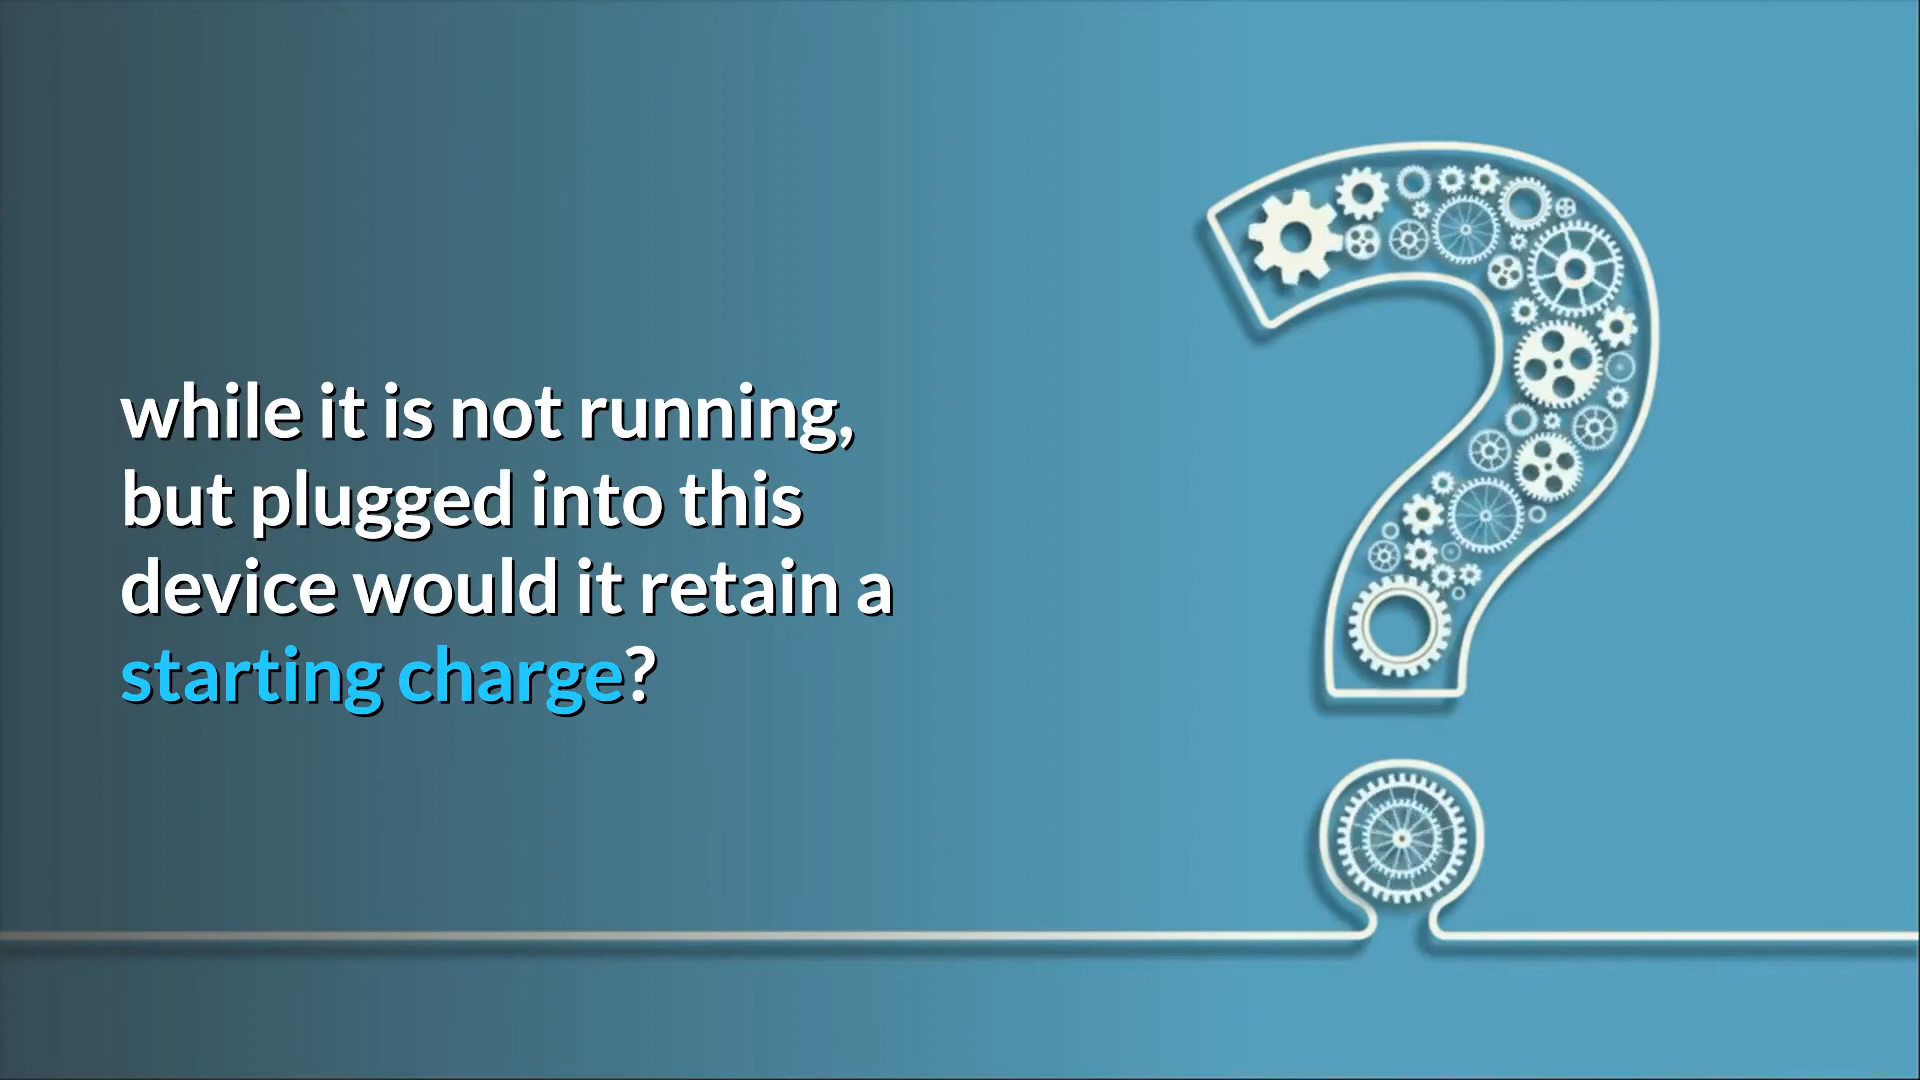 while it is not running,
but plugged into this
device would it retain a
starting charge?